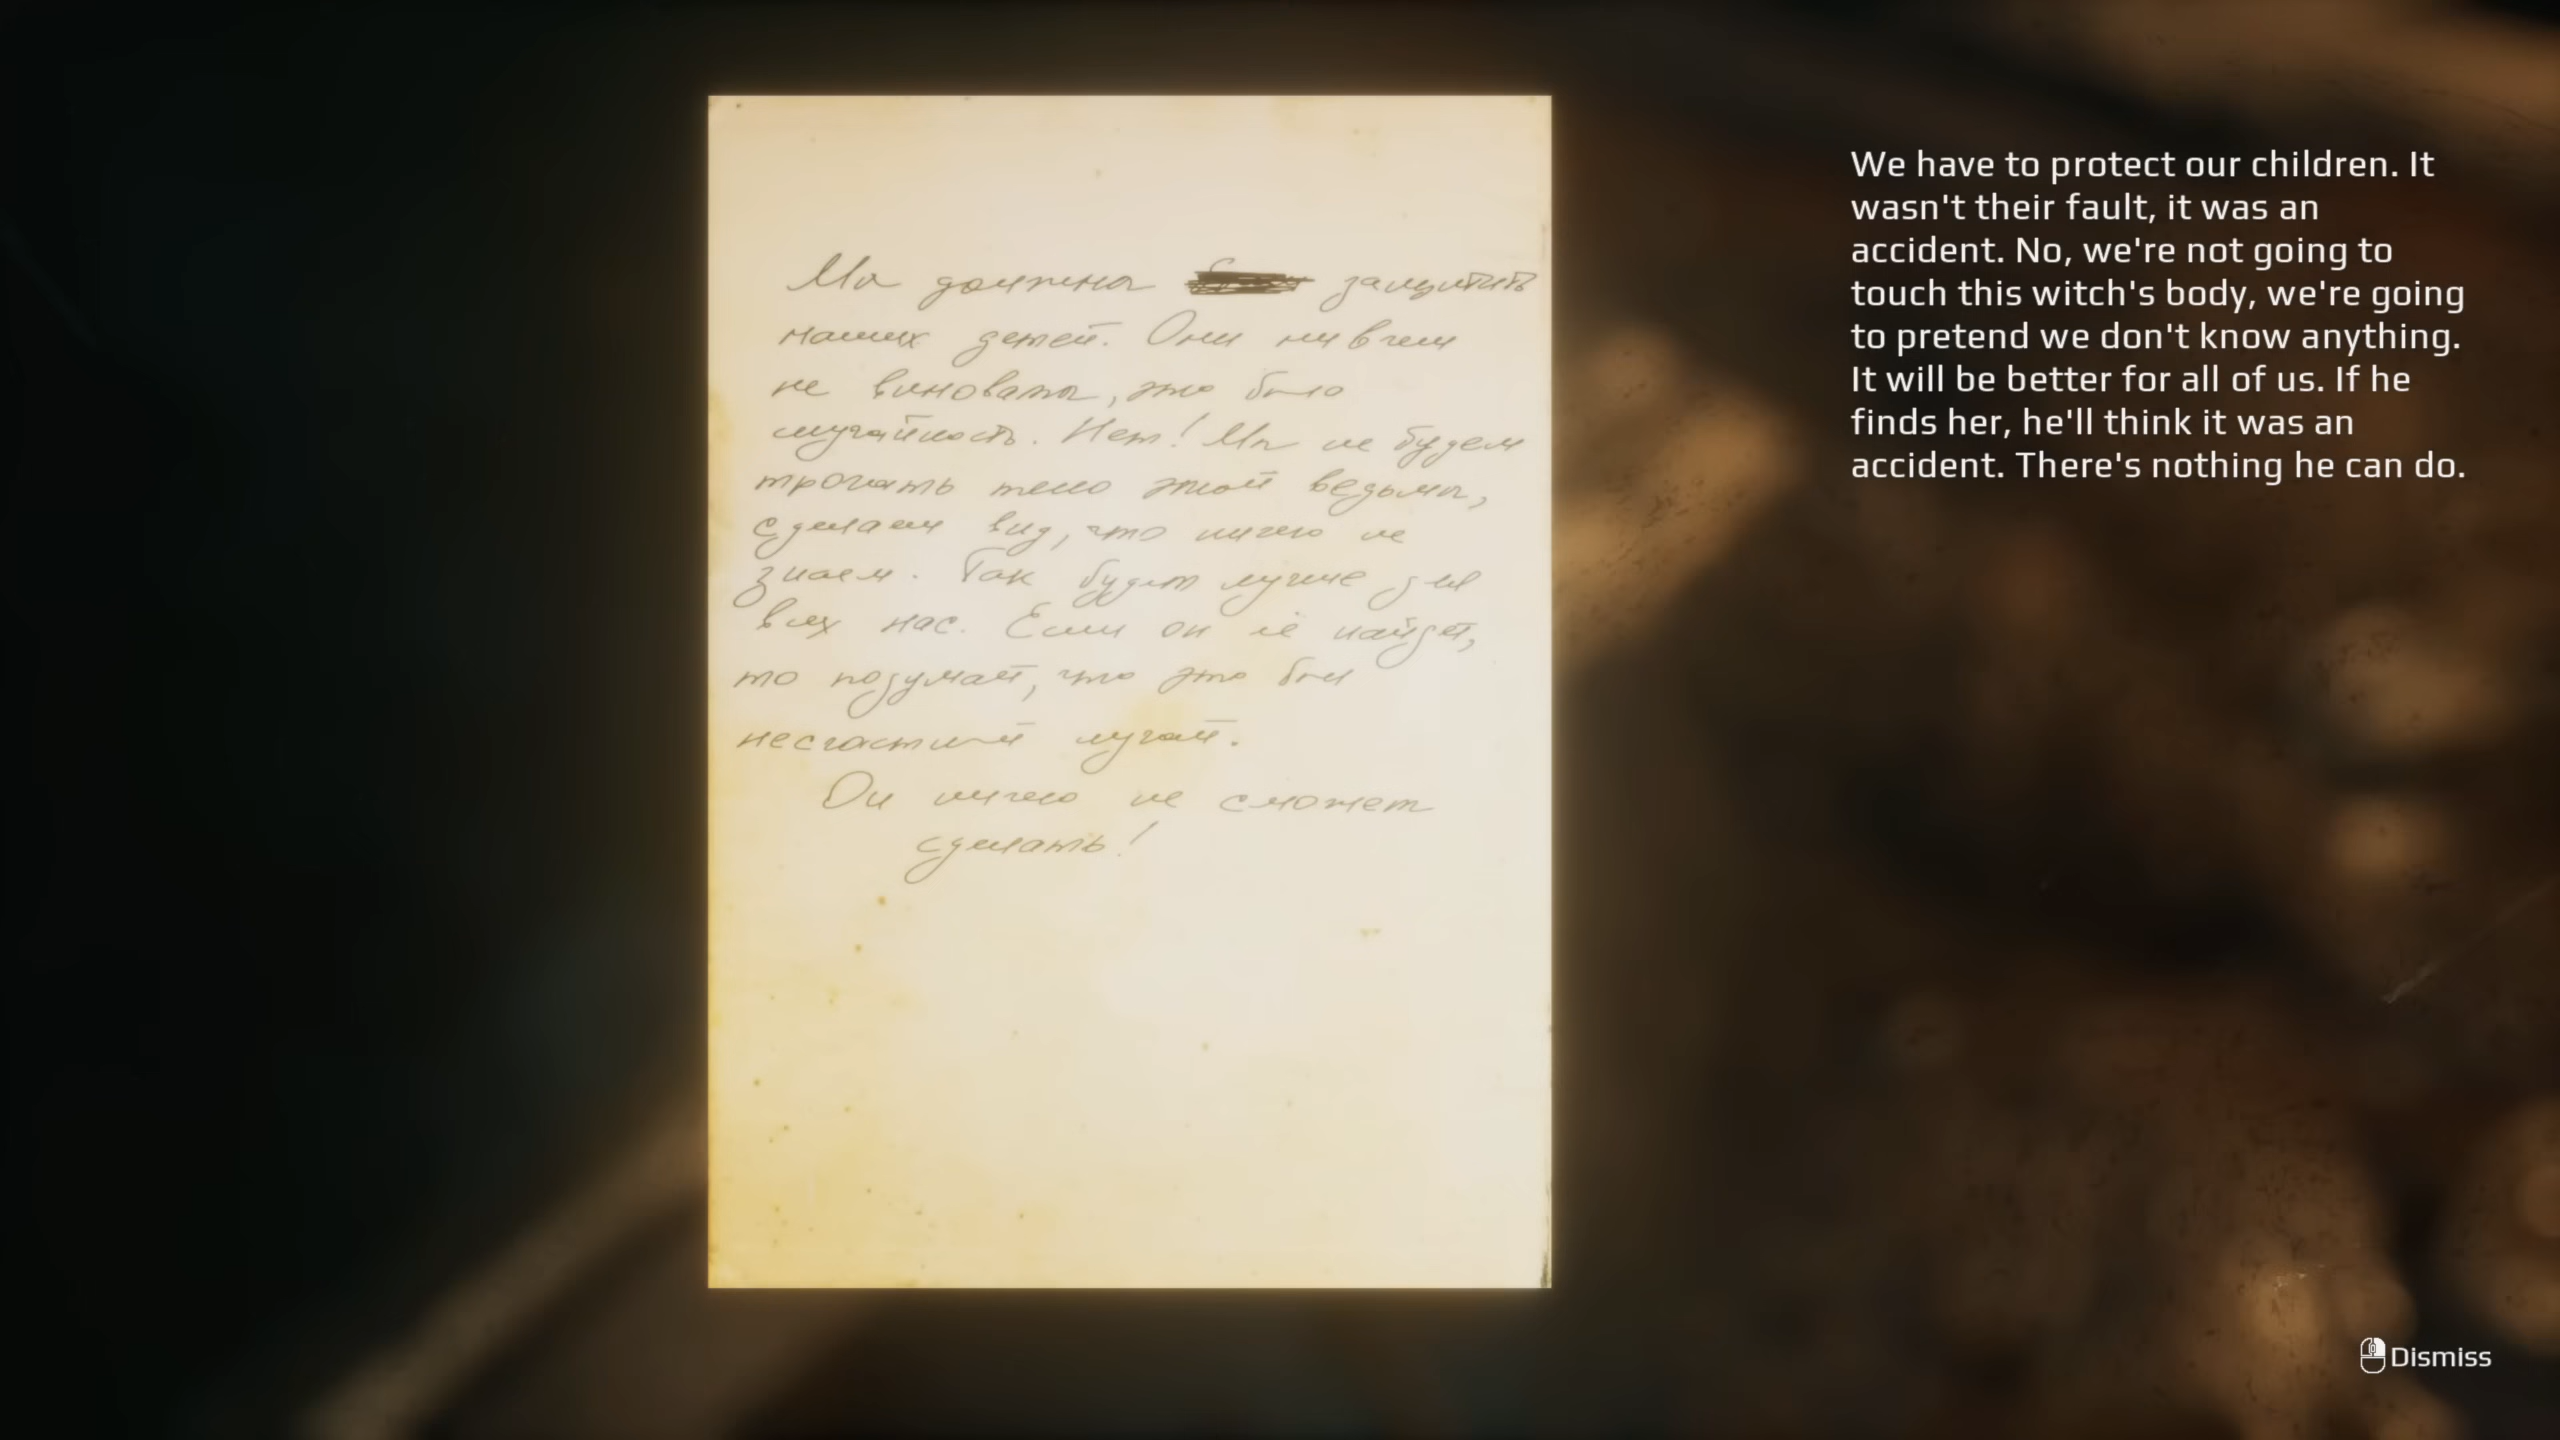 Мы должны защитить
наших детей. Они ни в чем
не виноваты, это была
случайность. Нет! Мы не будем
трогать тело этой ведьмы,
сделаем вид, что ничего не
знаем. Так будет лучше для
всех нас. Если он её найдет,
то подумает, что это был
несчастный случай.
Он ничего не сможет
сделать!
We have to protect our children. It
wasn't their fault, it was an
accident. No, we're not going to
touch this witch's body, we're going
to pretend we don't know anything.
It will be better for all of us. If he
finds her, he'll think it was an
accident. There's nothing he can do.
Dismiss